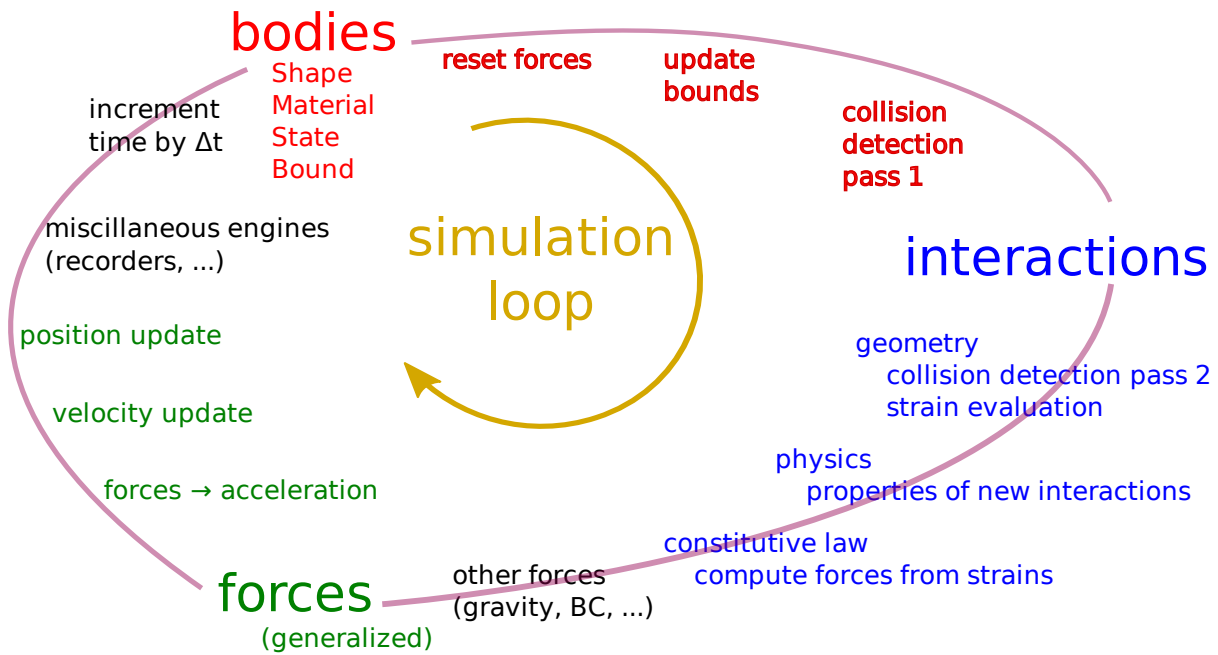 bodies
Shape
Material
State
Bound
reset forces
update
bounds
collision
detection
pass 1
interactions
geometry
collision detection pass 2
strain evaluation
physics
properties of new interactions
constitutive law
compute forces from strains
other forces
(gravity, BC, ...)
forces
(generalized)
forces → acceleration
velocity update
position update
miscillaneous engines
(recorders, ...)
increment
time by Δt
simulation
loop